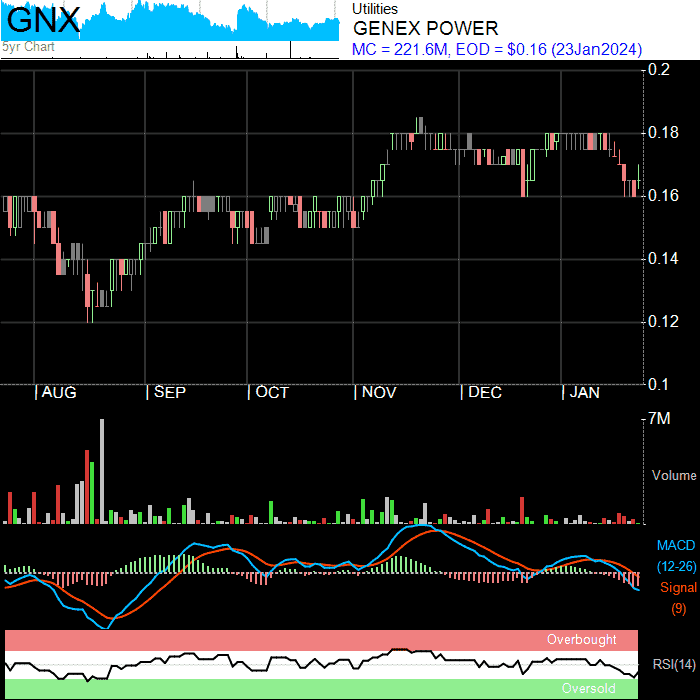 GNX
5yr Chart
Utilities
GENEX POWER
MC = 221.6M, EOD = $0.16 (23Jan2024)
0.2
0.18
0.16
0.14
0.12
0.1
| AUG | SEP | OCT | NOV | DEC | JAN
7M
Volume
MACD
(12-26)
Signal
(9)
Overbought
RSI(14)
Oversold